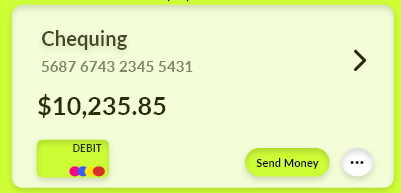 Chequing
5687 6743 2345 5431
$10,235.85
DEBIT
Send Money